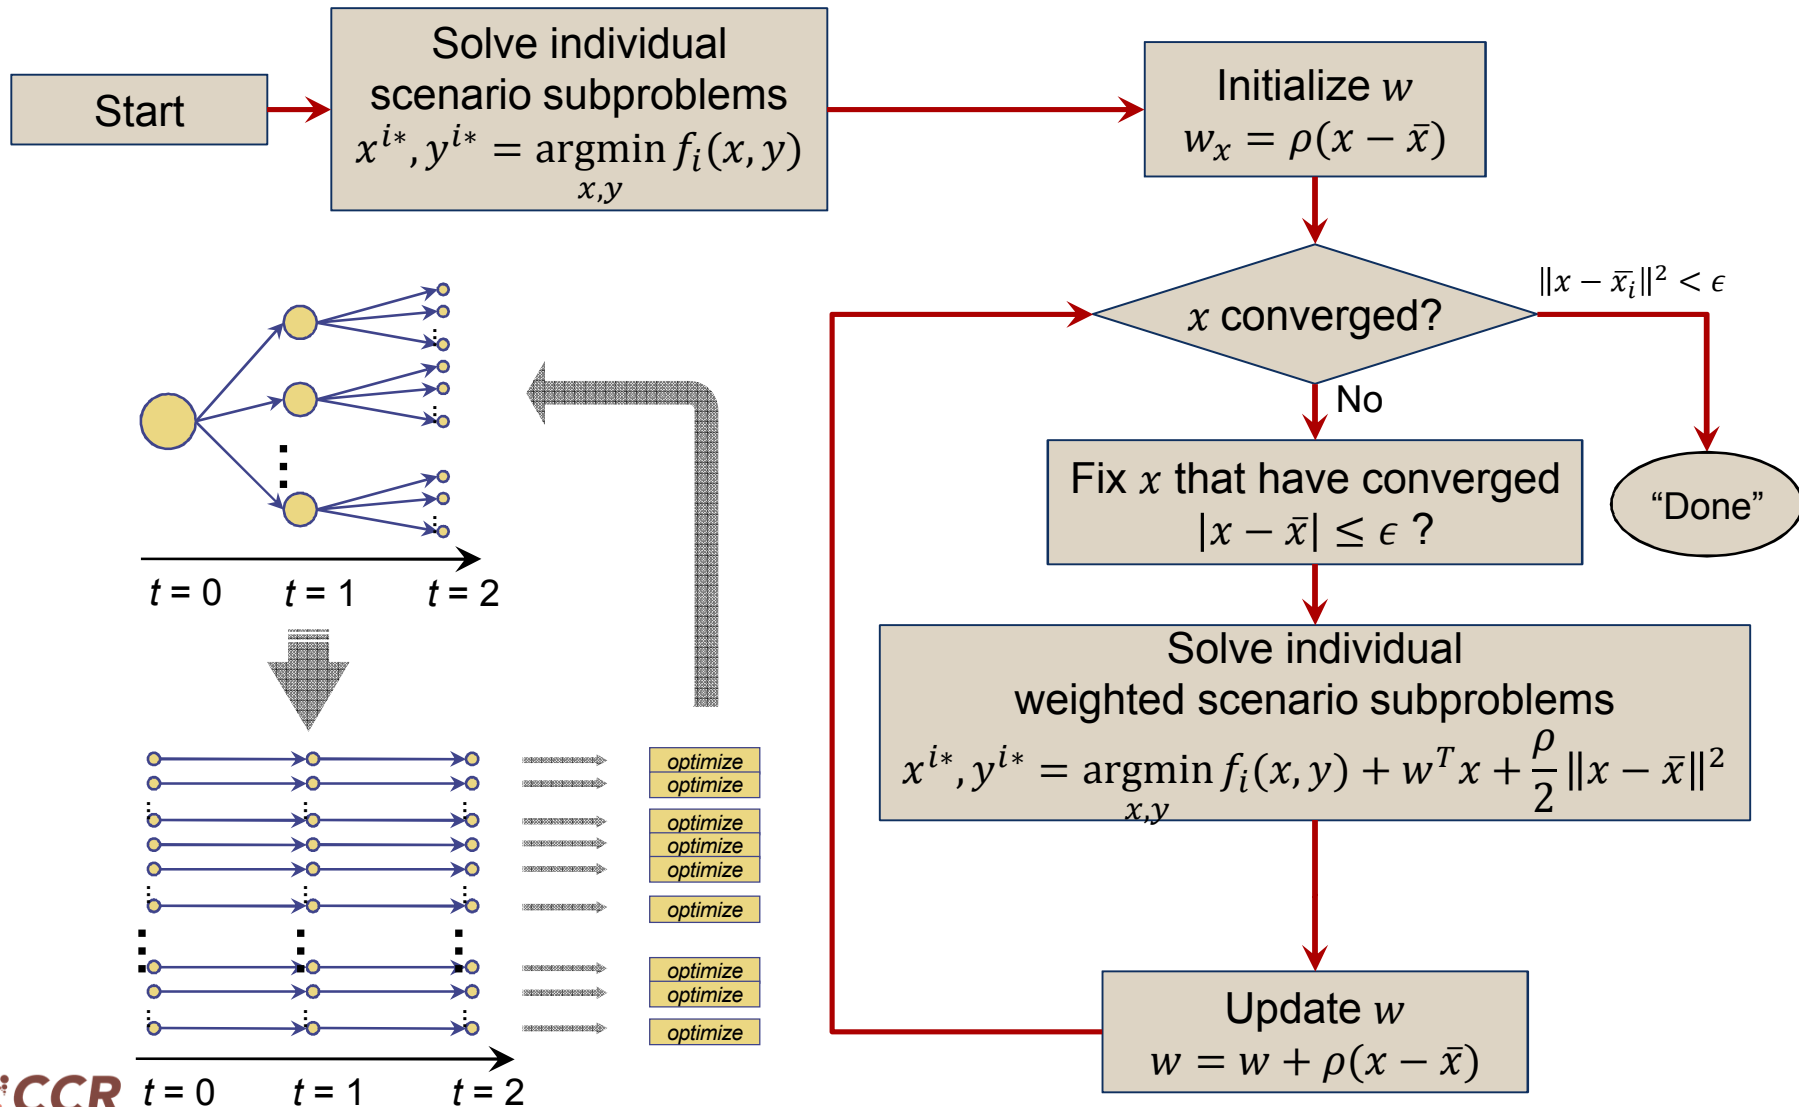 Start
Solve individual
scenario subproblems
x^{i*}, y^{i*} = argmin f_i(x, y)
x,y
Initialize w
w_x = ρ(x − x̄)
x converged?
‖x − x̄_i‖² < ϵ
No
"Done"
Fix x that have converged
|x − x̄| ≤ ϵ ?
Solve individual
weighted scenario subproblems
x^{i*}, y^{i*} = argmin f_i(x, y) + w^T x + ρ/2 ‖x − x̄‖²
x,y
Update w
w = w + ρ(x − x̄)
t = 0 t = 1 t = 2
optimize
optimize
optimize
optimize
optimize
optimize
optimize
optimize
optimize
t = 0 t = 1 t = 2
CCR